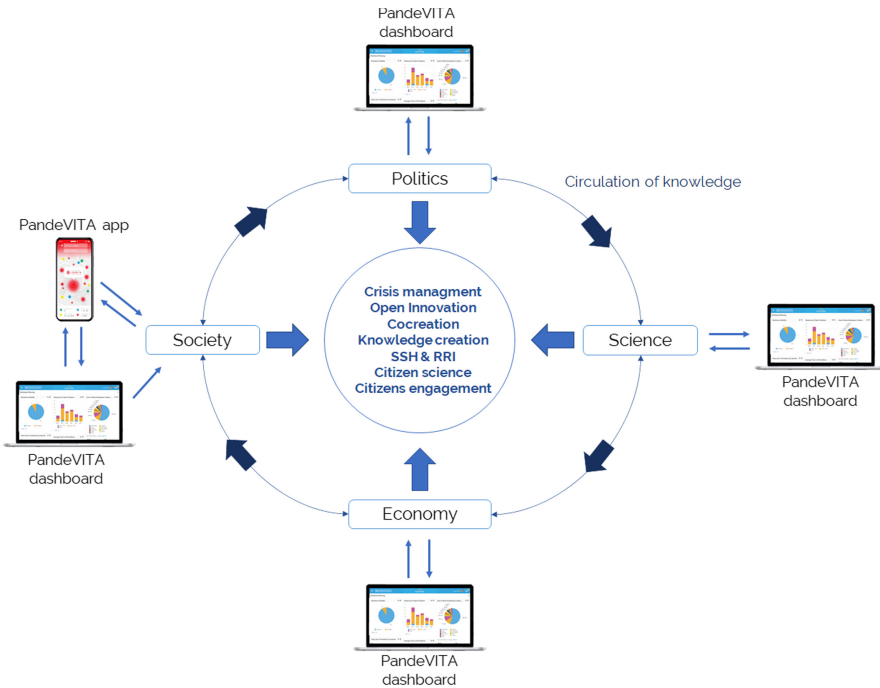 PandeVITA
dashboard
Politics
Circulation of knowledge
PandeVITA app
Society
Crisis managment
Open Innovation
Cocreation
Knowledge creation
SSH & RRI
Citizen science
Citizens engagement
Science
PandeVITA
dashboard
PandeVITA
dashboard
Economy
PandeVITA
dashboard